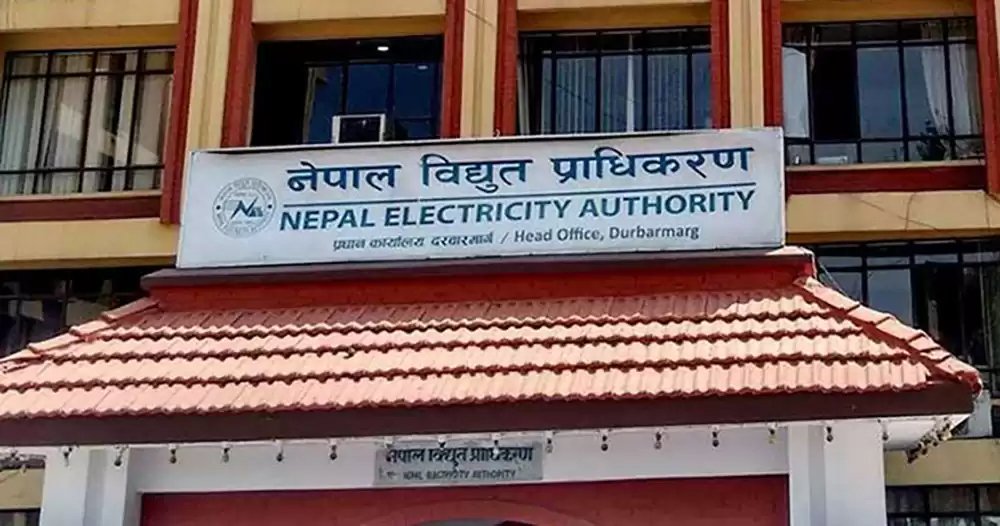 नेपाल विद्युत प्राधिकरण
NEPAL ELECTRICITY AUTHORITY
प्रधान कार्यालय दरबारमार्ग / Head Office, Durbarmarg
नेपाल विद्युत प्राधिकरण
NEPAL ELECTRICITY AUTHORITY